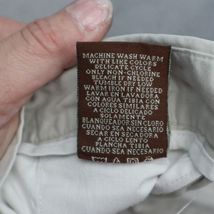 MACHINE WASH WARM
WITH LIKE COLORS
DELICATE CYCLE
ONLY NON-CHLORINE
BLEACH IF NEEDED
TUMBLE DRY LOW
WARM IRON IF NEEDED
LAVAR EN LAVADORA
CON AGUA TIBIA CON
COLORES SIMILARES
A CICLO DELICADO
SOLAMENTE
BLANQUEADOR SIN CLORO
CUANDO SEA NECESARIO
SECAR EN SECADORA
A CICLO LENTO
PLANCHA TIBIA
CUANDO SEA NECESARIO